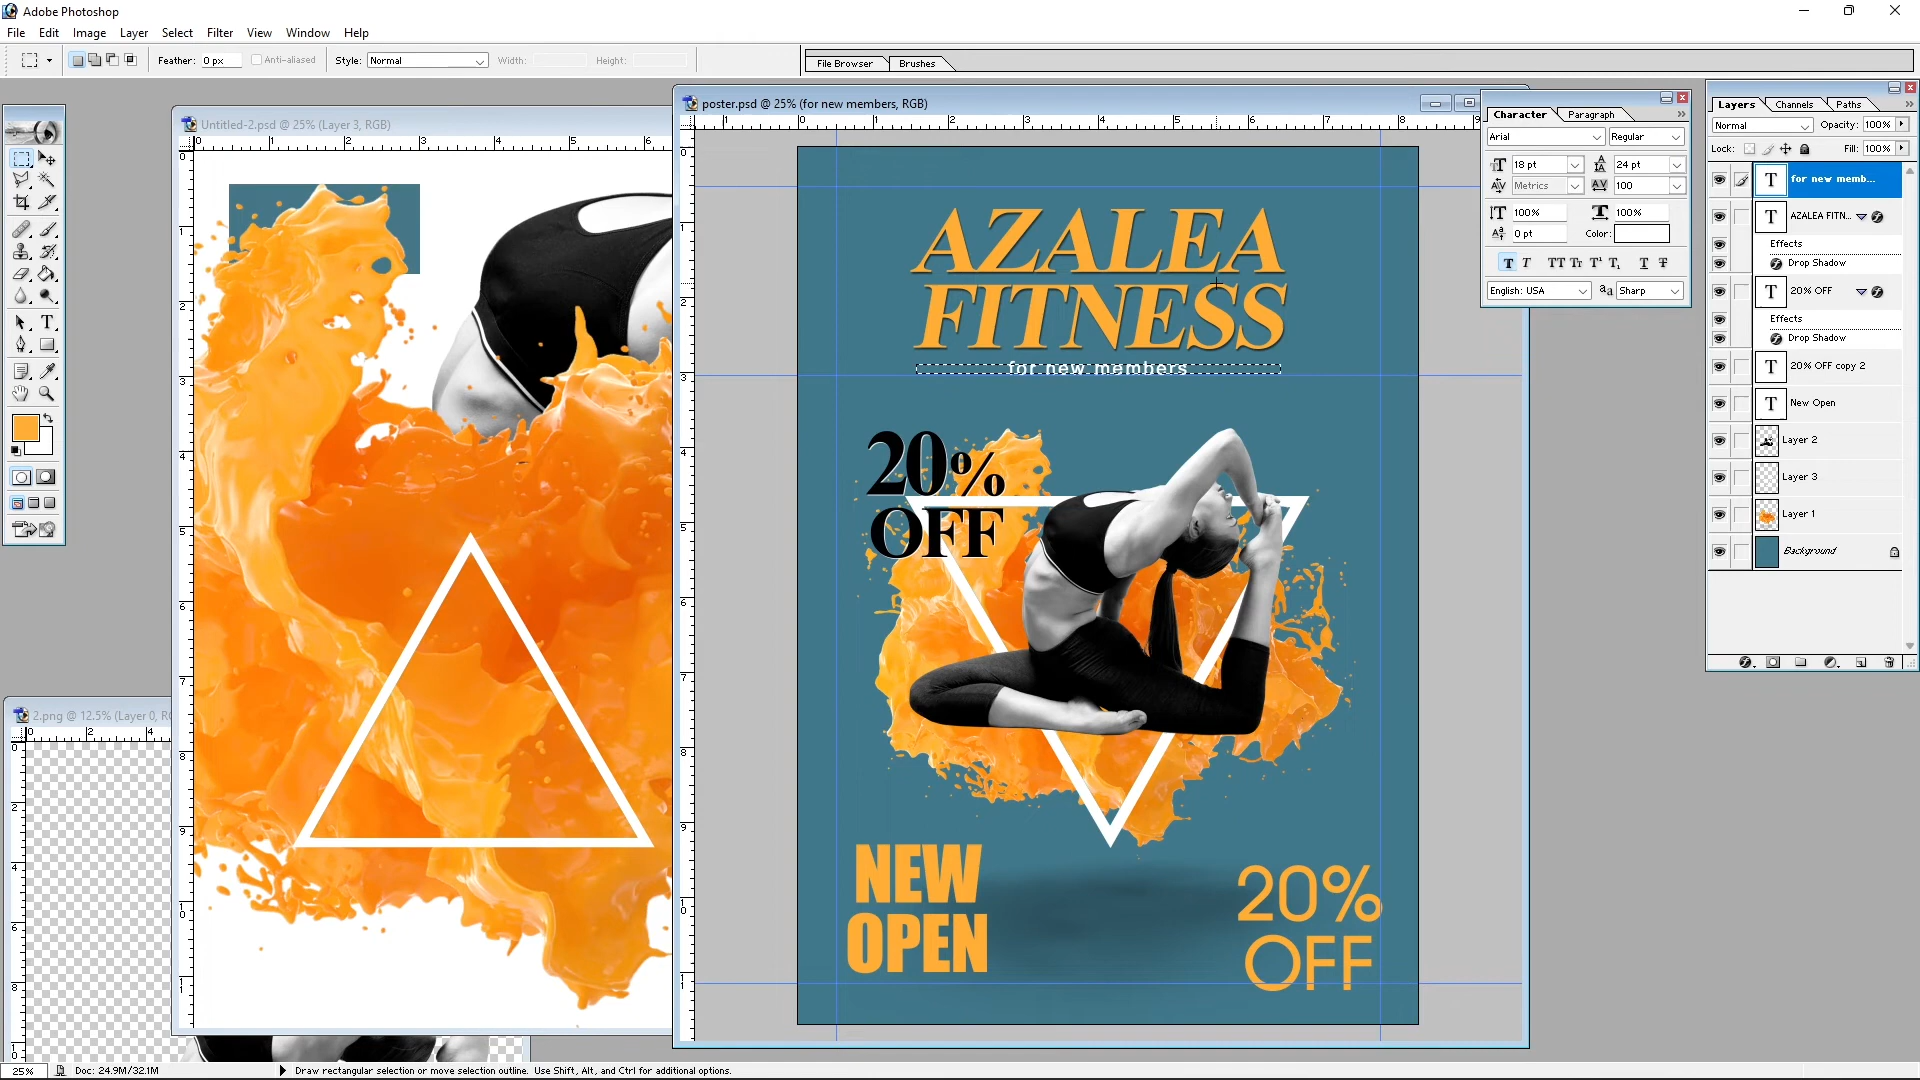 Adobe Photoshop
File Edit Image Layer Select Filter View Window Help
Feather: 0 px Anti-aliased Style: Normal Width: Height:
File Browser Brushes
Untitled-2.psd @ 25% (Layer 3, RGB)
poster.psd @ 25% (for new members, RGB)
2.png @ 12.5% (Layer 0, RG
AZALEA
FITNESS
for new members
20%
OFF
NEW
OPEN
20%
OFF
Character Paragraph
Arial Regular
18 pt 24 pt
Metrics 100
100% 100%
0 pt Color:
T T TT Tr T¹ T₁ T T
English: USA aa Sharp
Layers Channels Paths
Normal Opacity: 100%
Lock: Fill: 100%
for new memb...
AZALEA FITN...
Effects
Drop Shadow
20% OFF
Effects
Drop Shadow
20% OFF copy 2
New Open
Layer 2
Layer 3
Layer 1
Background
25% Doc: 24.9M/32.1M Draw rectangular selection or move selection outline. Use Shift, Alt, and Ctrl for additional options.